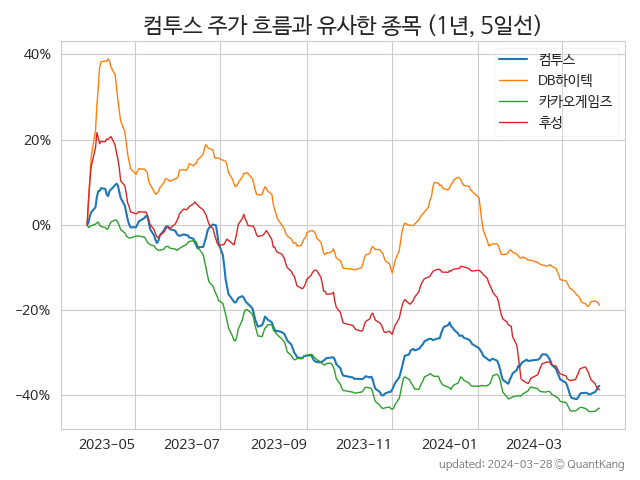 컴투스 주가 흐름과 유사한 종목 (1년, 5일선)
컴투스
DB하이텍
카카오게임즈
후성
40%
20%
0%
−20%
−40%
2023-05 2023-07 2023-09 2023-11 2024-01 2024-03
updated: 2024-03-28 © QuantKang